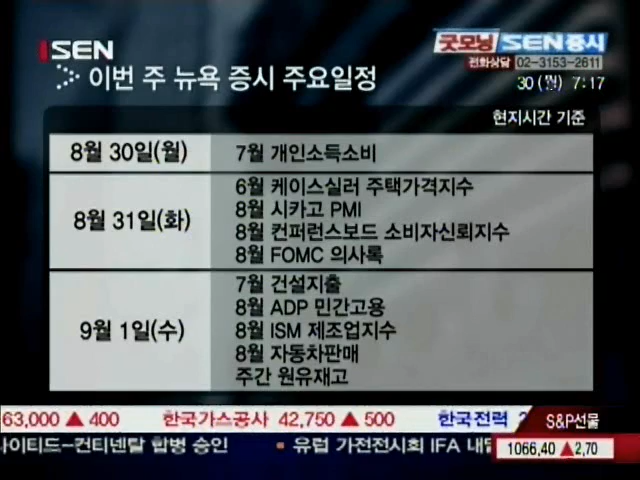 SEN
굿모닝 SEN증시
전화상담 02-3153-2611
이번 주 뉴욕 증시 주요일정
30(월) 7:17
현지시간 기준
8월 30일(월)
7월 개인소득소비
8월 31일(화)
6월 케이스실러 주택가격지수
8월 시카고 PMI
8월 컨퍼런스보드 소비자신뢰지수
8월 FOMC 의사록
9월 1일(수)
7월 건설지출
8월 ADP 민간고용
8월 ISM 제조업지수
8월 자동차판매
주간 원유재고
63,000 ▲ 400 한국가스공사 42,750 ▲ 500 한국전력
S&P선물
나이티드-컨티넨탈 합병 승인 ▪ 유럽 가전전시회 IFA
1066,40 ▲2,70